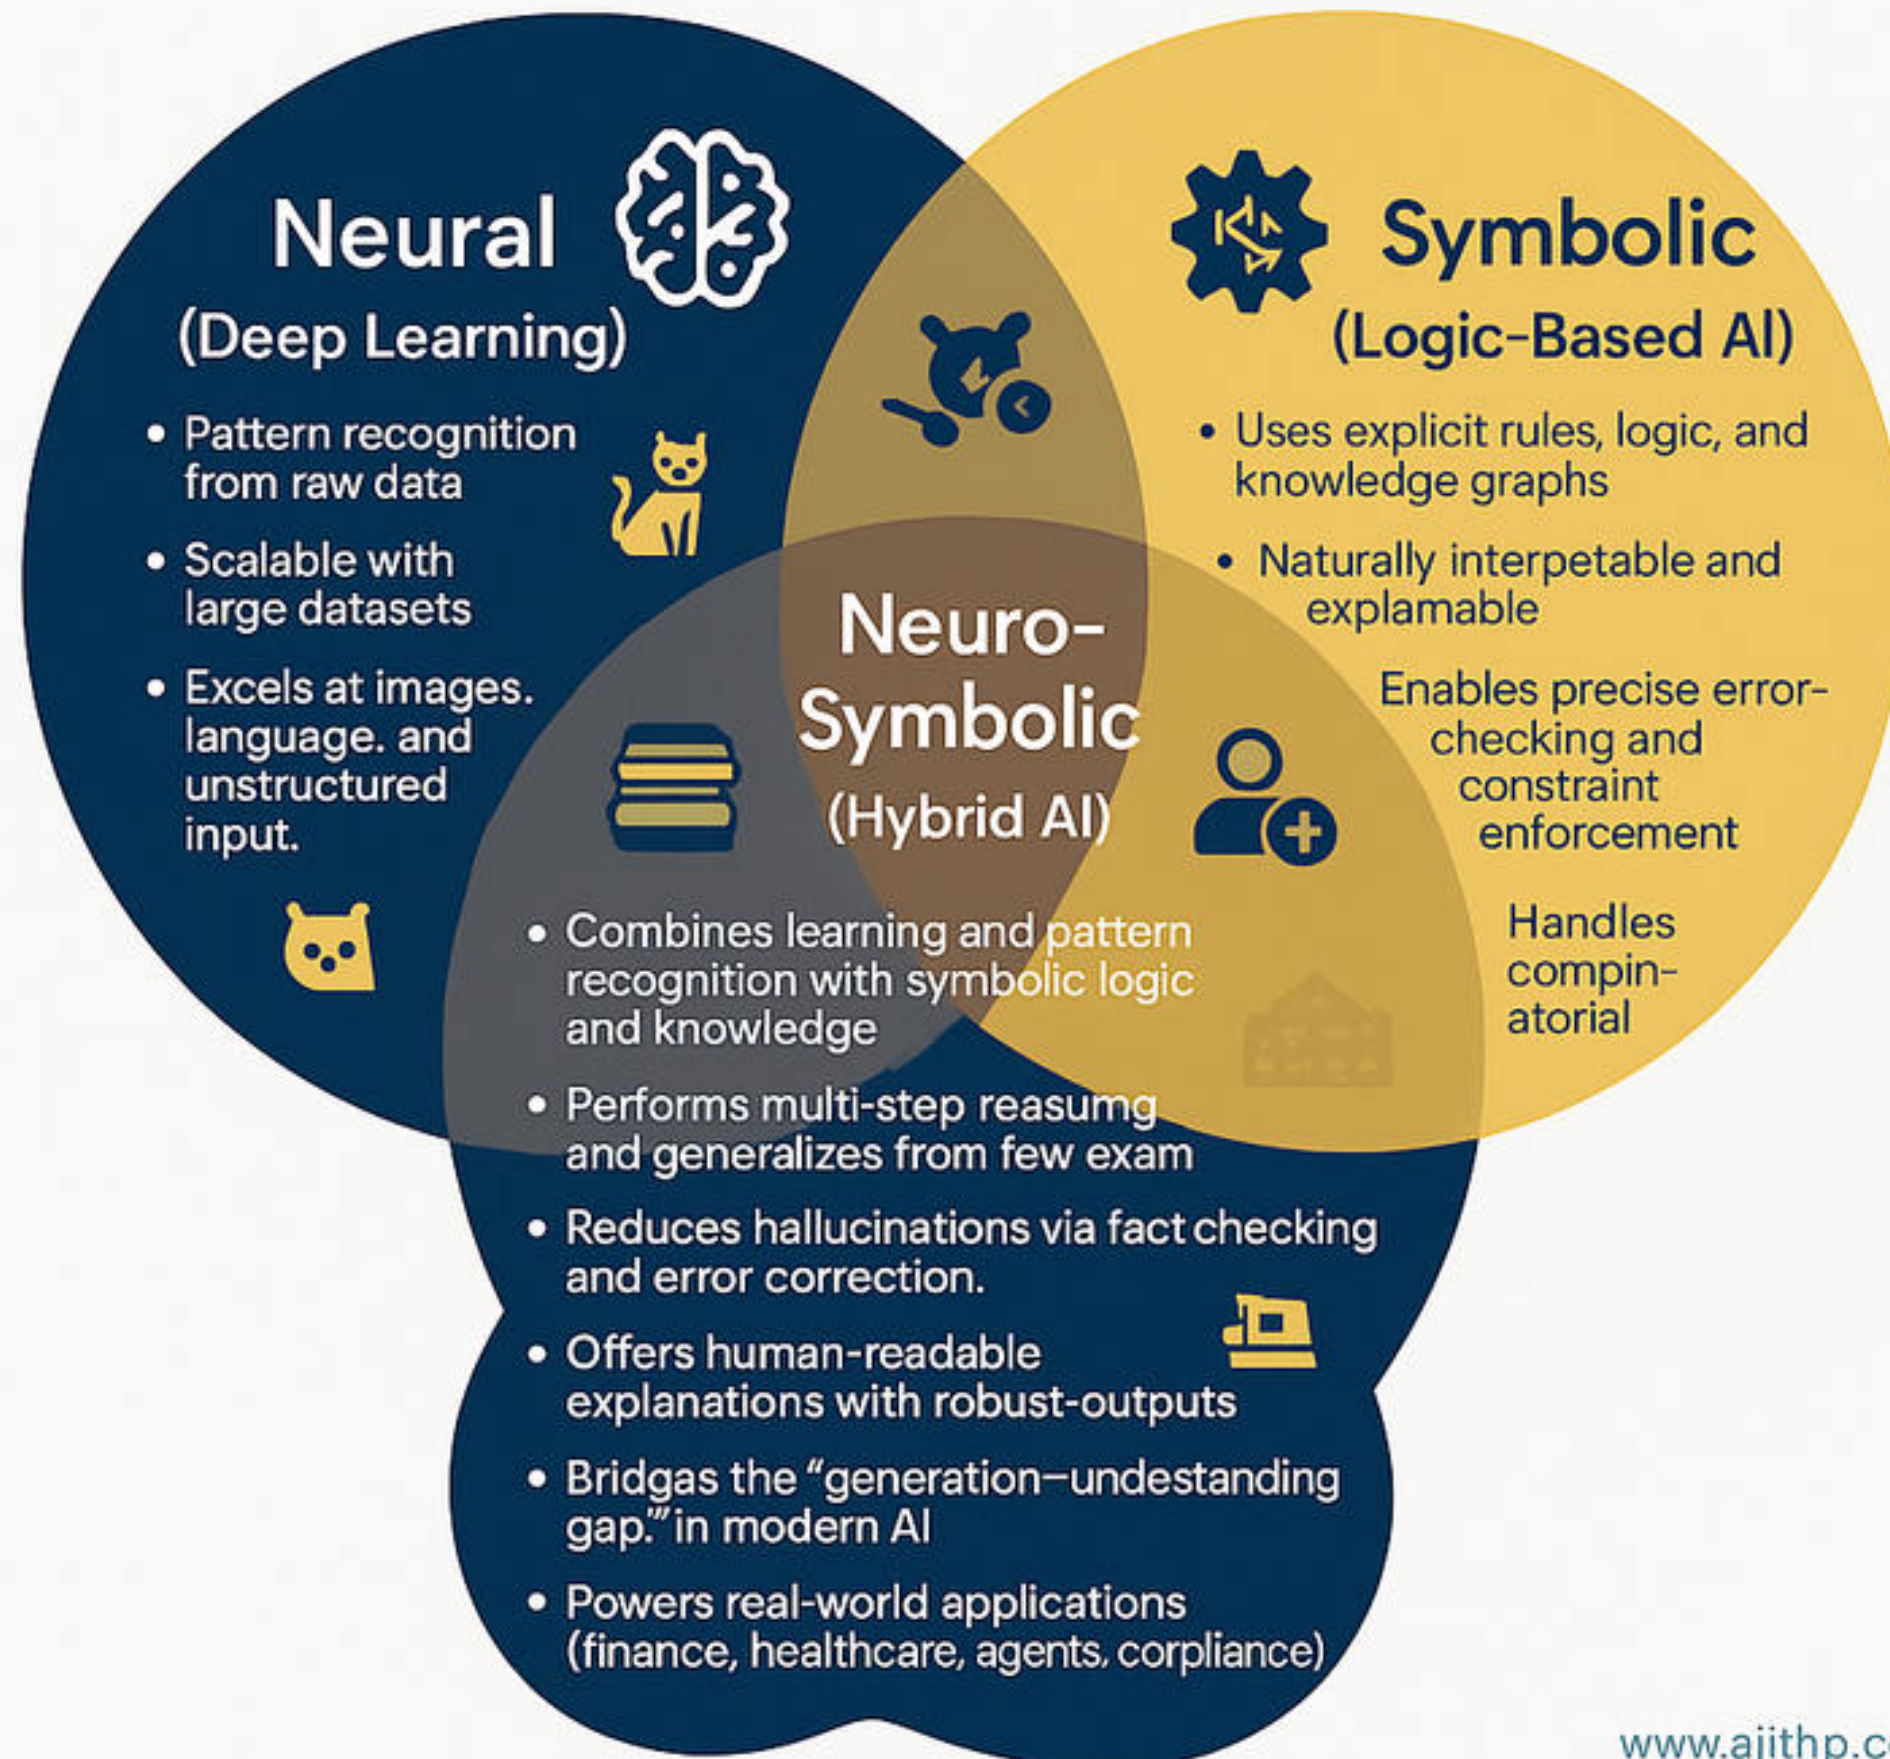 Neural
(Deep Learning)
• Pattern recognition
from raw data
• Scalable with
large datasets
• Excels at images.
language. and
unstructured
input.
Symbolic
(Logic-Based AI)
• Uses explicit rules, logic, and
knowledge graphs
• Naturally interpetable and
explamable
Enables precise error-
checking and
constraint
enforcement
Handles
compin-
atorial
Neuro-
Symbolic
(Hybrid AI)
• Combines learning and pattern
recognition with symbolic logic
and knowledge
• Performs multi-step reasumg
and generalizes from few exam
• Reduces hallucinations via fact checking
and error correction.
• Offers human-readable
explanations with robust-outputs
• Bridgas the “generation–undestanding
gap.”’ in modern AI
• Powers real-world applications
(finance, healthcare, agents, corpliance)
www.ajithp.c